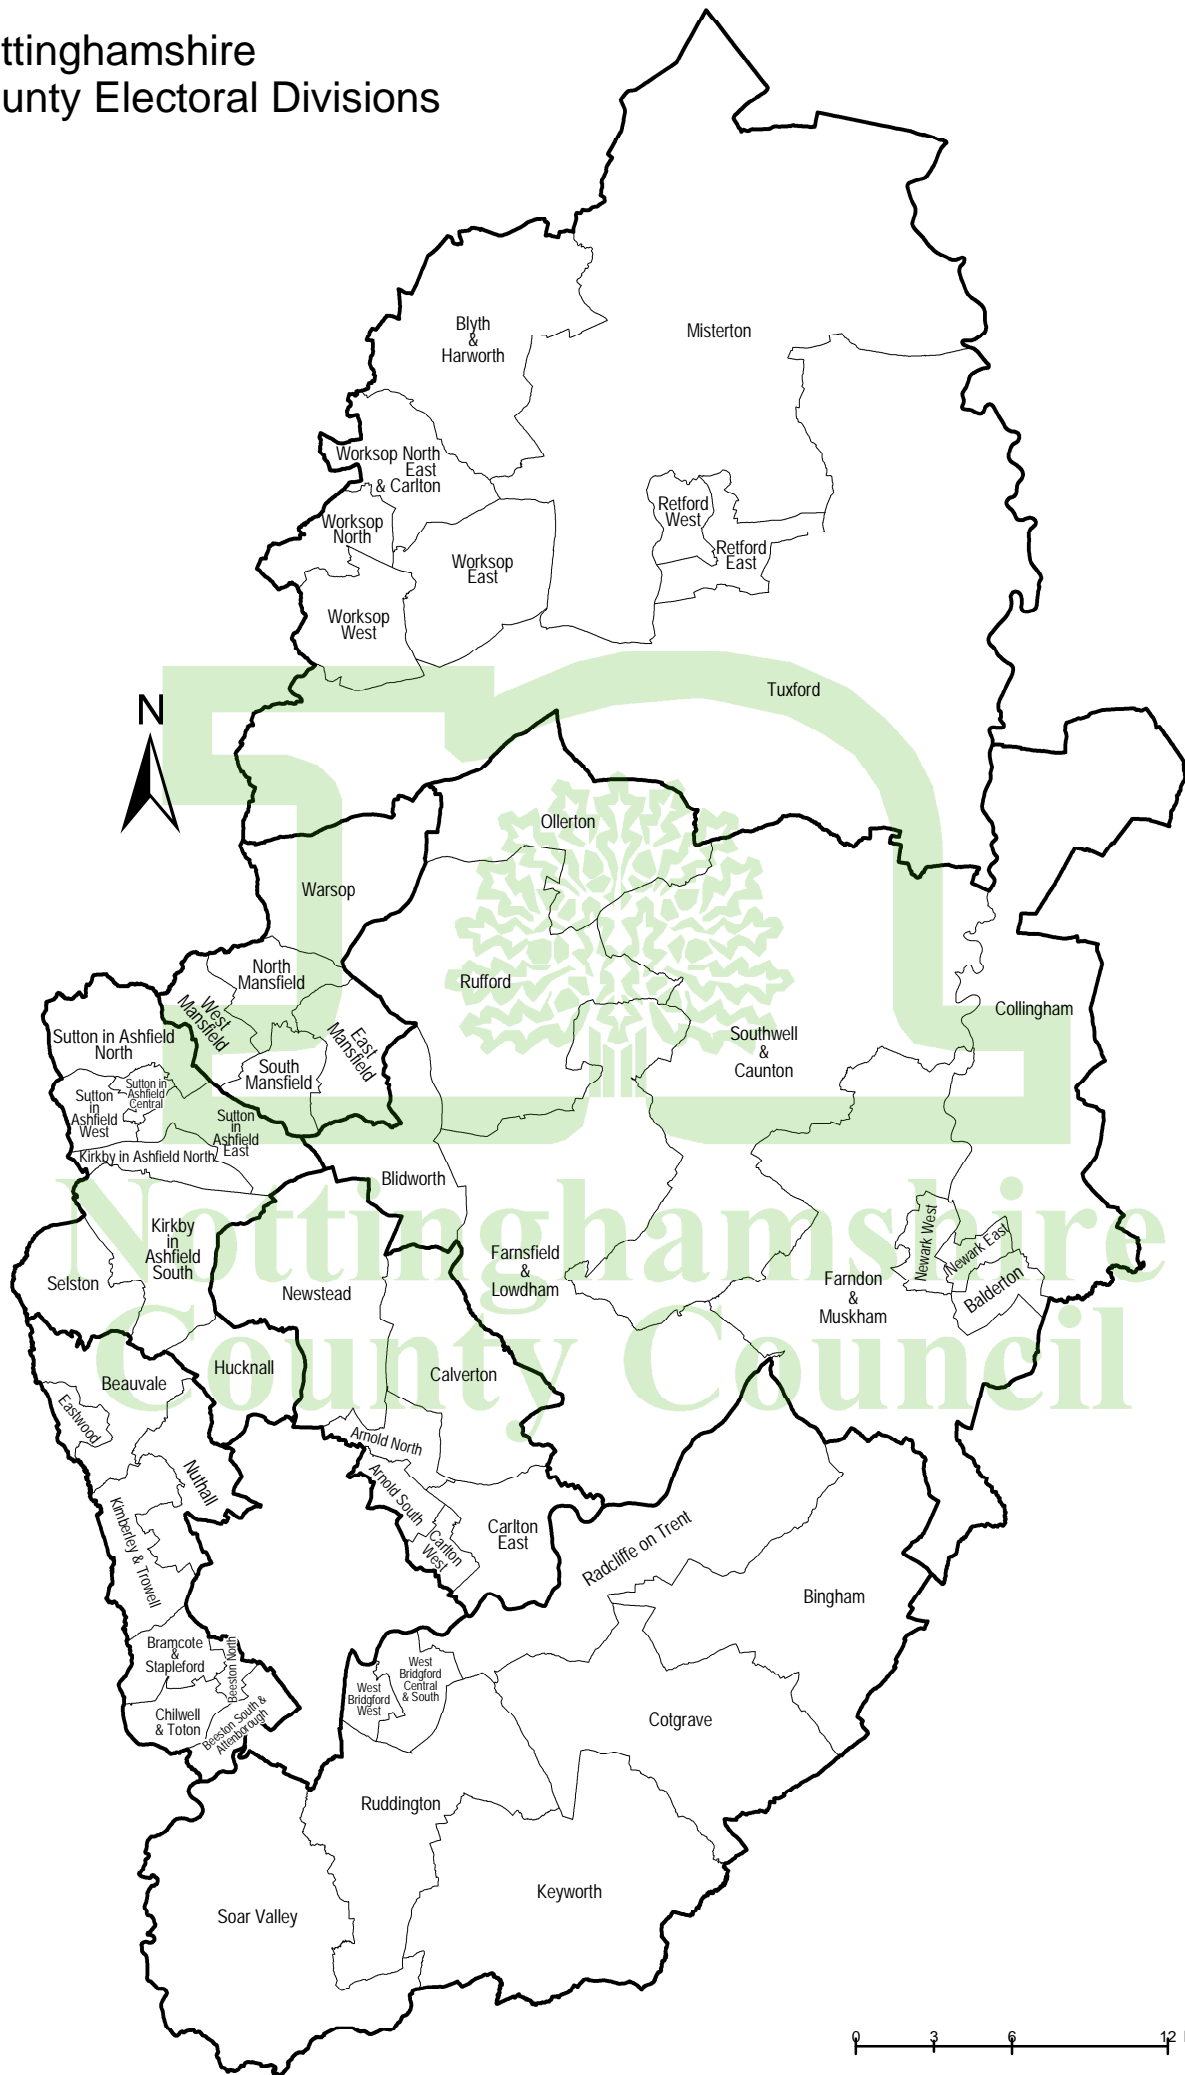 ttinghamshire
unty Electoral Divisions
Blyth
&
Harworth
Misterton
Worksop North
East
& Carlton
Retford
West
Worksop
North
Retford
East
Worksop
East
Worksop
West
Tuxford
N
Ollerton
Warsop
North
Mansfield
Rufford
West
Mansfield
Collingham
Sutton in Ashfield
North
East
Mansfield
Southwell
&
Caunton
South
Mansfield
Sutton in
Ashfield
Central
Sutton
in
Ashfield
West
Sutton
in
Ashfield
East
Kirkby in Ashfield North
Blidworth
Nottinghamshire
County Council
Kirkby
in
Ashfield
South
Newark West
Newark East
Farnsfield
&
Lowdham
Selston
Newstead
Farndon
&
Muskham
Balderton
Hucknall
Calverton
Beauvale
Eastwood
Arnold North
Nuthall
Arnold South
Carlton
West
Carlton
East
Radcliffe on Trent
Kimberley & Trowell
Bingham
Bramcote
&
Stapleford
Beeston North
West
Bridgford
Central
& South
West
Bridgford
West
Chilwell
& Toton
Beeston South &
Attenborough
Cotgrave
Ruddington
Keyworth
Soar Valley
0 3 6 12